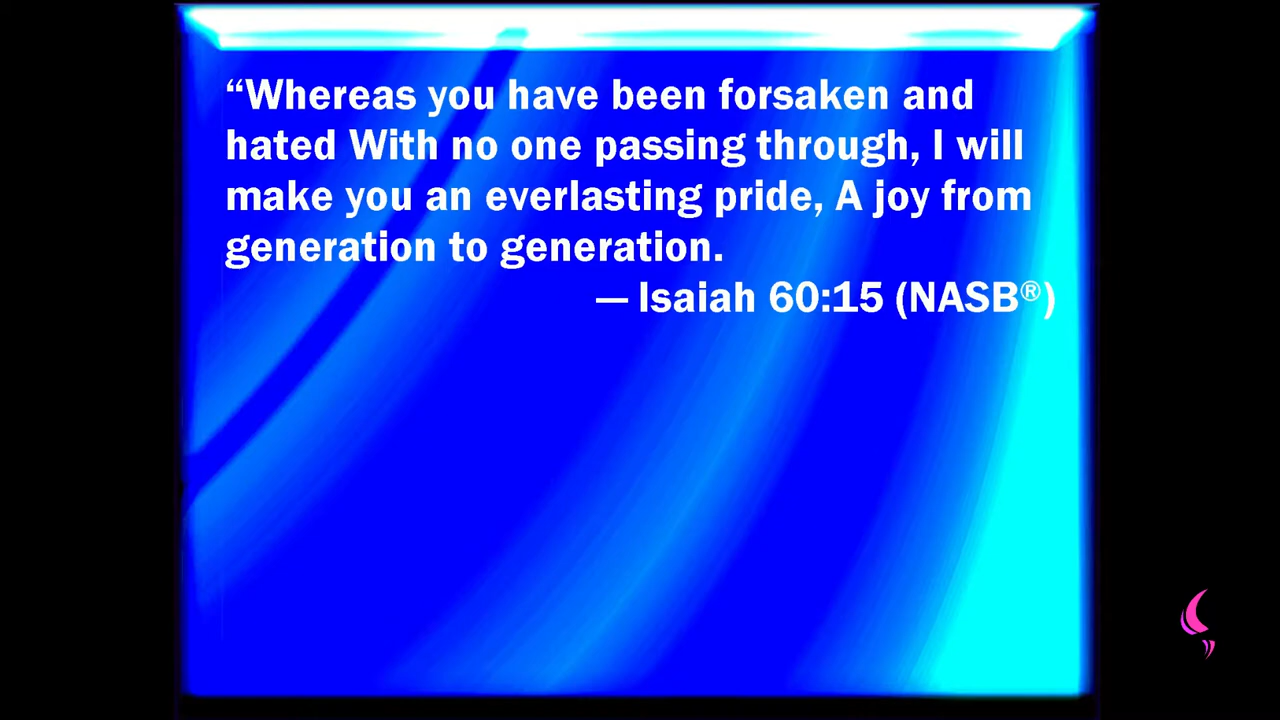 “Whereas you have been forsaken and
hated With no one passing through, I will
make you an everlasting pride, A joy from
generation to generation.
— Isaiah 60:15 (NASB®)